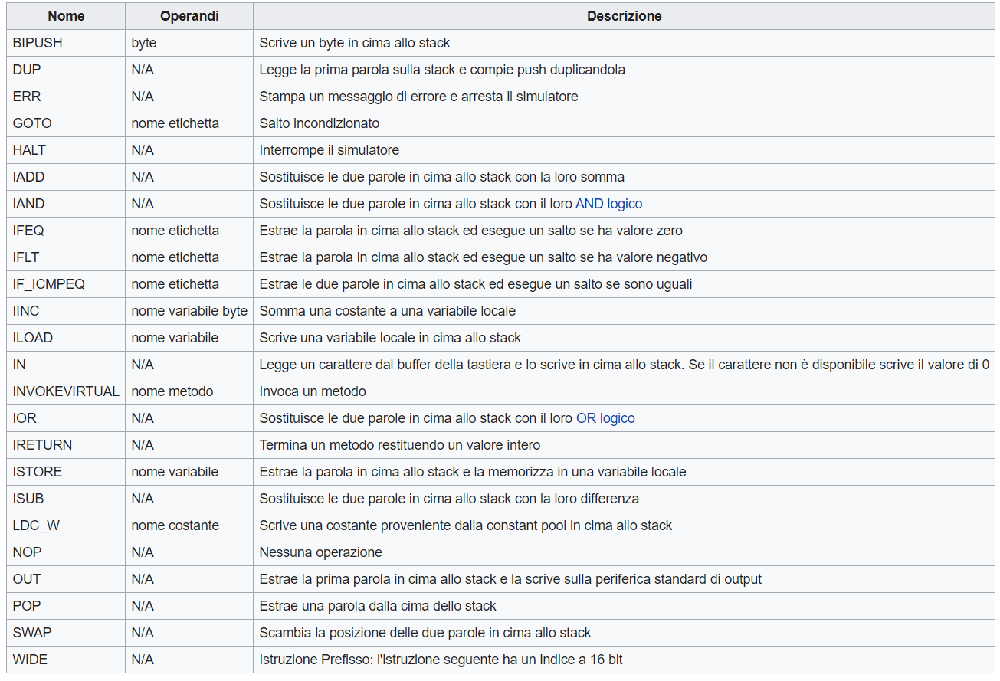 Nome Operandi Descrizione
BIPUSH byte Scrive un byte in cima allo stack
DUP N/A Legge la prima parola sulla stack e compie push duplicandola
ERR N/A Stampa un messaggio di errore e arresta il simulatore
GOTO nome etichetta Salto incondizionato
HALT N/A Interrompe il simulatore
IADD N/A Sostituisce le due parole in cima allo stack con la loro somma
IAND N/A Sostituisce le due parole in cima allo stack con il loro AND logico
IFEQ nome etichetta Estrae la parola in cima allo stack ed esegue un salto se ha valore zero
IFLT nome etichetta Estrae la parola in cima allo stack ed esegue un salto se ha valore negativo
IF_ICMPEQ nome etichetta Estrae le due parole in cima allo stack ed esegue un salto se sono uguali
IINC nome variabile byte Somma una costante a una variabile locale
ILOAD nome variabile Scrive una variabile locale in cima allo stack
IN N/A Legge un carattere dal buffer della tastiera e lo scrive in cima allo stack. Se il carattere non è disponibile scrive il valore di 0
INVOKEVIRTUAL nome metodo Invoca un metodo
IOR N/A Sostituisce le due parole in cima allo stack con il loro OR logico
IRETURN N/A Termina un metodo restituendo un valore intero
ISTORE nome variabile Estrae la parola in cima allo stack e la memorizza in una variabile locale
ISUB N/A Sostituisce le due parole in cima allo stack con la loro differenza
LDC_W nome costante Scrive una costante proveniente dalla constant pool in cima allo stack
NOP N/A Nessuna operazione
OUT N/A Estrae la prima parola in cima allo stack e la scrive sulla periferica standard di output
POP N/A Estrae una parola dalla cima dello stack
SWAP N/A Scambia la posizione delle due parole in cima allo stack
WIDE N/A Istruzione Prefisso: l'istruzione seguente ha un indice a 16 bit